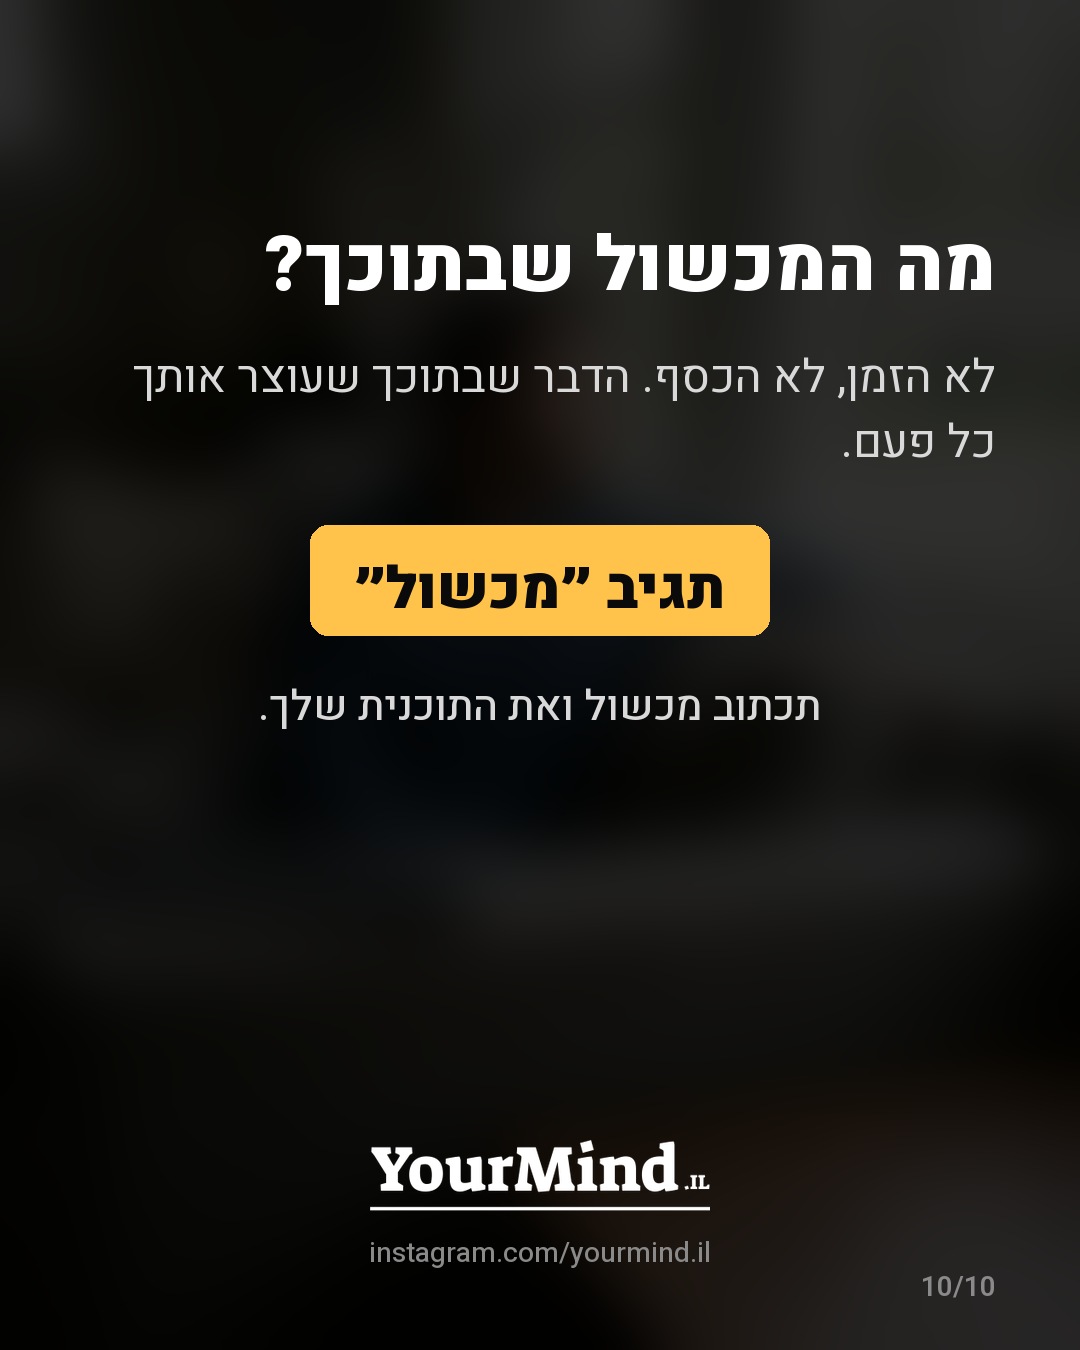 מה המכשול שבתוכך?
לא הזמן, לא הכסף. הדבר שבתוכך שעוצר אותך
כל פעם.
תגיב ”מכשול”
תכתוב מכשול ואת התוכנית שלך.
YourMind.IL
instagram.com/yourmind.il
10/10